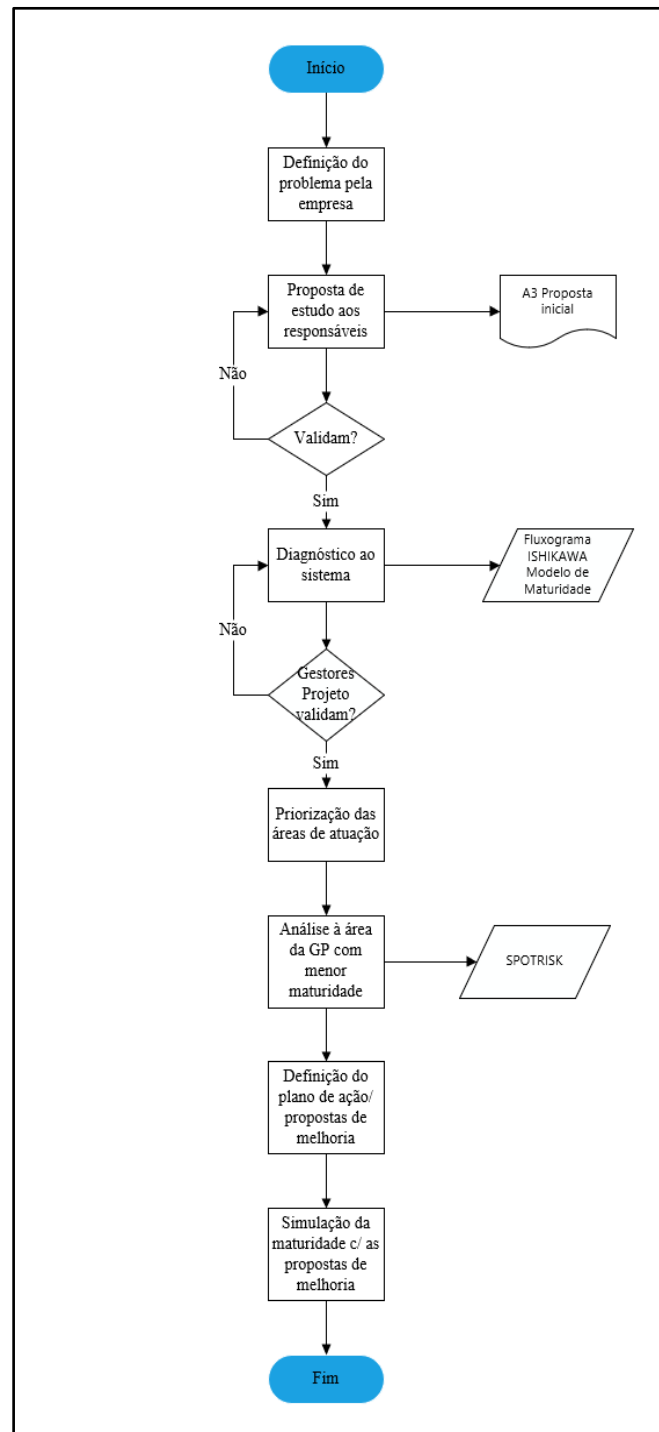 Início
Definição do
problema pela
empresa
Proposta de
estudo aos
responsáveis
A3 Proposta
inicial
Não
Validam?
Sim
Diagnóstico ao
sistema
Fluxograma
ISHIKAWA
Modelo de
Maturidade
Não
Gestores
Projeto
validam?
Sim
Priorização das
áreas de atuação
Análise à área
da GP com
menor
maturidade
SPOTRISK
Definição do
plano de ação/
propostas de
melhoria
Simulação da
maturidade c/ as
propostas de
melhoria
Fim